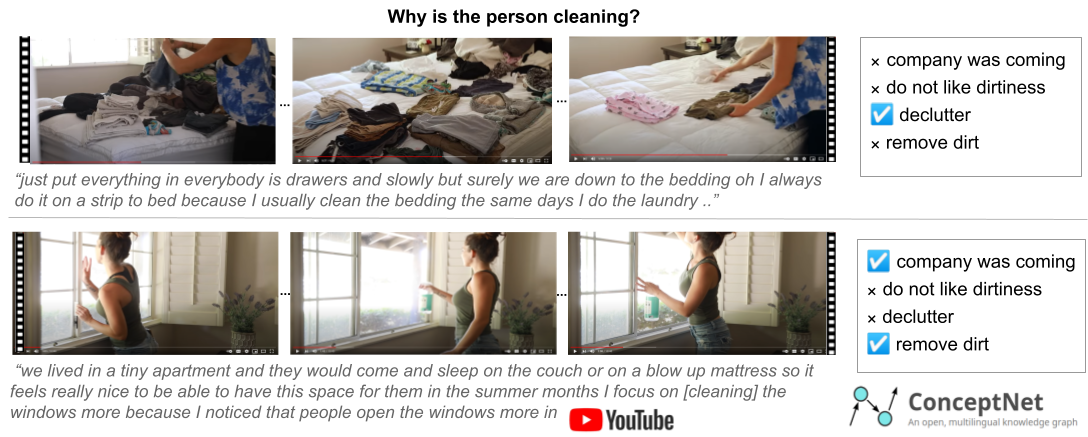 Why is the person cleaning?
× company was coming
× do not like dirtiness
declutter
× remove dirt
...
...
“just put everything in everybody is drawers and slowly but surely we are down to the bedding oh I always
do it on a strip to bed because I usually clean the bedding the same days I do the laundry ..”
company was coming
× do not like dirtiness
× declutter
remove dirt
...
...
“we lived in a tiny apartment and they would come and sleep on the couch or on a blow up mattress so it
feels really nice to be able to have this space for them in the summer months I focus on [cleaning] the
windows more because I noticed that people open the windows more in
YouTube
ConceptNet
An open, multilingual knowledge graph